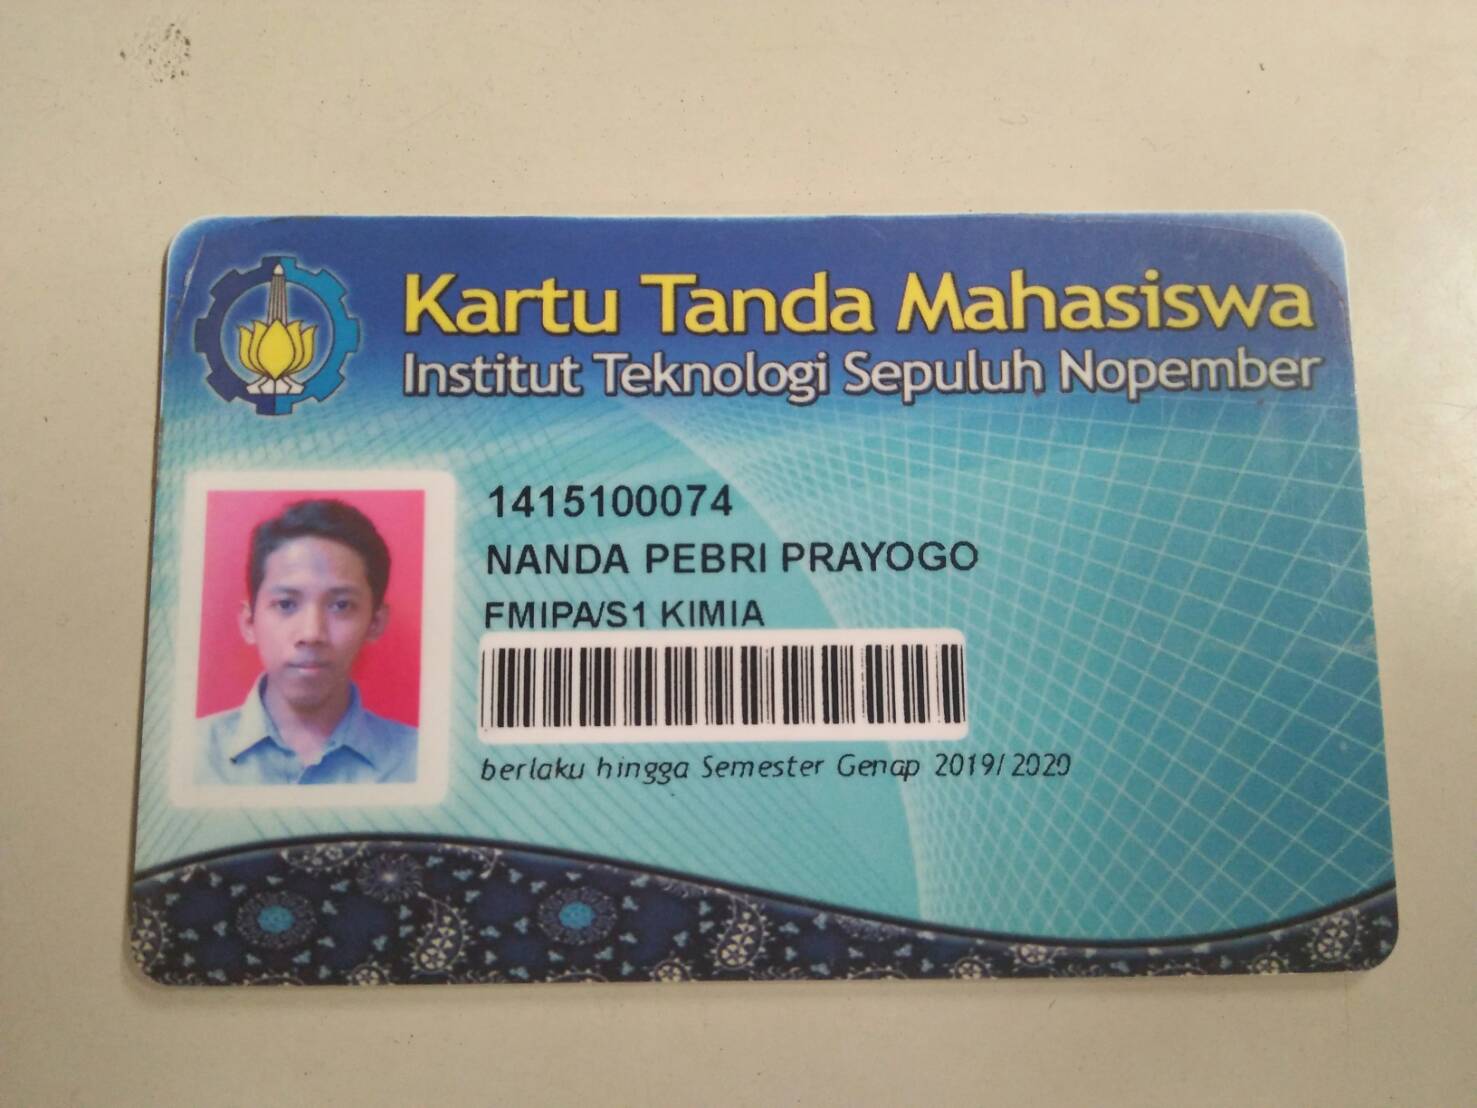 Kartu Tanda Mahasiswa
Institut Teknologi Sepuluh Nopember
1415100074
NANDA PEBRI PRAYOGO
FMIPA/S1 KIMIA
berlaku hingga Semester Genap 2019/2020